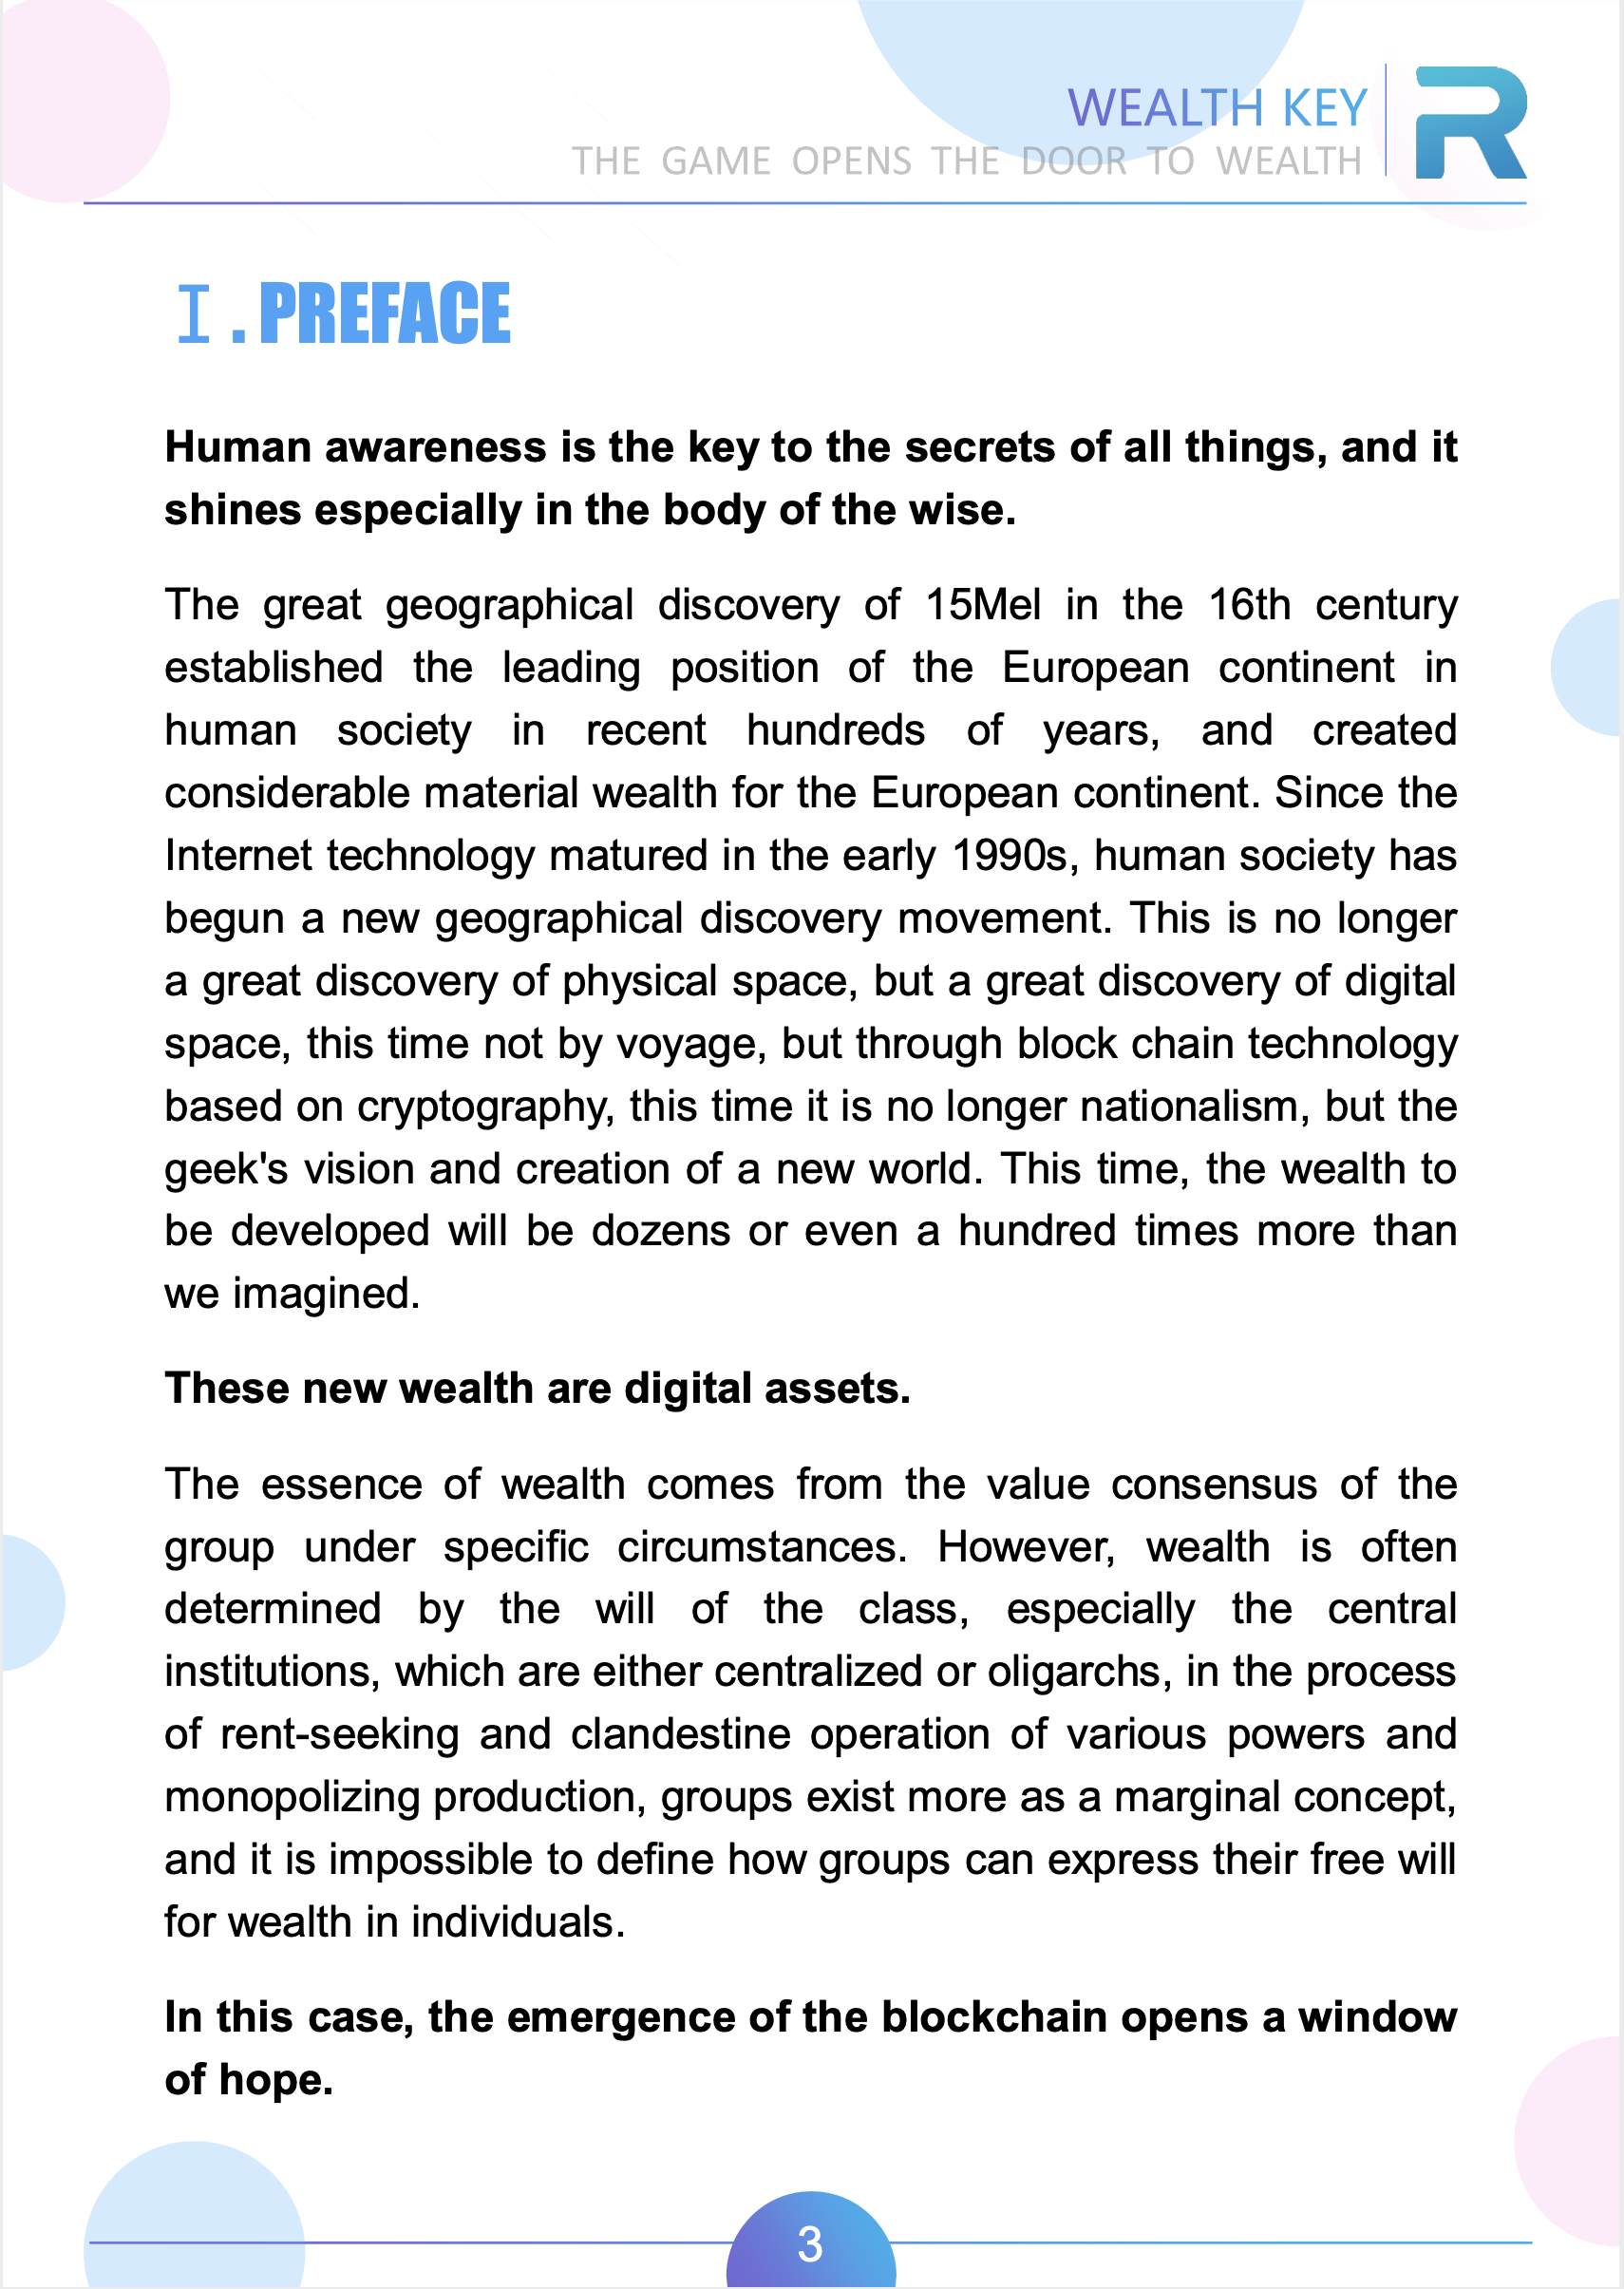 WEALTH KEY
THE GAME OPENS THE DOOR TO WEALTH
R
Ⅰ. PREFACE
Human awareness is the key to the secrets of all things, and it
shines especially in the body of the wise.
The great geographical discovery of 15Mel in the 16th century
established the leading position of the European continent in
human society in recent hundreds of years, and created
considerable material wealth for the European continent. Since the
Internet technology matured in the early 1990s, human society has
begun a new geographical discovery movement. This is no longer
a great discovery of physical space, but a great discovery of digital
space, this time not by voyage, but through block chain technology
based on cryptography, this time it is no longer nationalism, but the
geek's vision and creation of a new world. This time, the wealth to
be developed will be dozens or even a hundred times more than
we imagined.
These new wealth are digital assets.
The essence of wealth comes from the value consensus of the
group under specific circumstances. However, wealth is often
determined by the will of the class, especially the central
institutions, which are either centralized or oligarchs, in the process
of rent-seeking and clandestine operation of various powers and
monopolizing production, groups exist more as a marginal concept,
and it is impossible to define how groups can express their free will
for wealth in individuals.
In this case, the emergence of the blockchain opens a window
of hope.
3